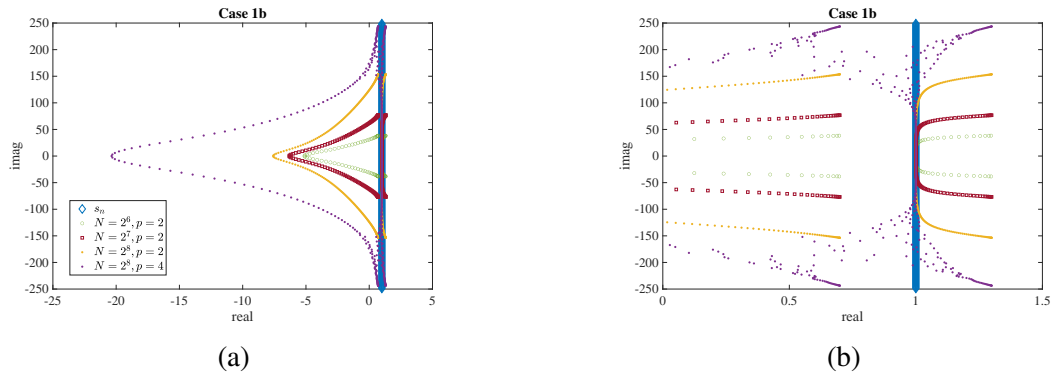 Case 1b
250
200
150
100
50
0
-50
-100
-150
-200
-250
imag
-25
-20
-15
-10
-5
0
5
real
s_n
N = 2^6, p = 2
N = 2^7, p = 2
N = 2^8, p = 2
N = 2^8, p = 4
(a)
Case 1b
250
200
150
100
50
0
-50
-100
-150
-200
-250
imag
0
0.5
1
1.5
real
(b)